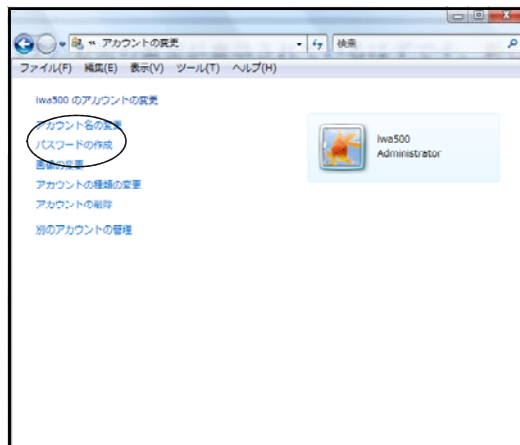 « アカウントの変更
検索
ファイル(F) 編集(E) 表示(V) ツール(T) ヘルプ(H)
iwa500 のアカウントの変更
アカウント名の変更
パスワードの作成
画像の変更
アカウントの種類の変更
アカウントの削除
別のアカウントの管理
iwa500
Administrator